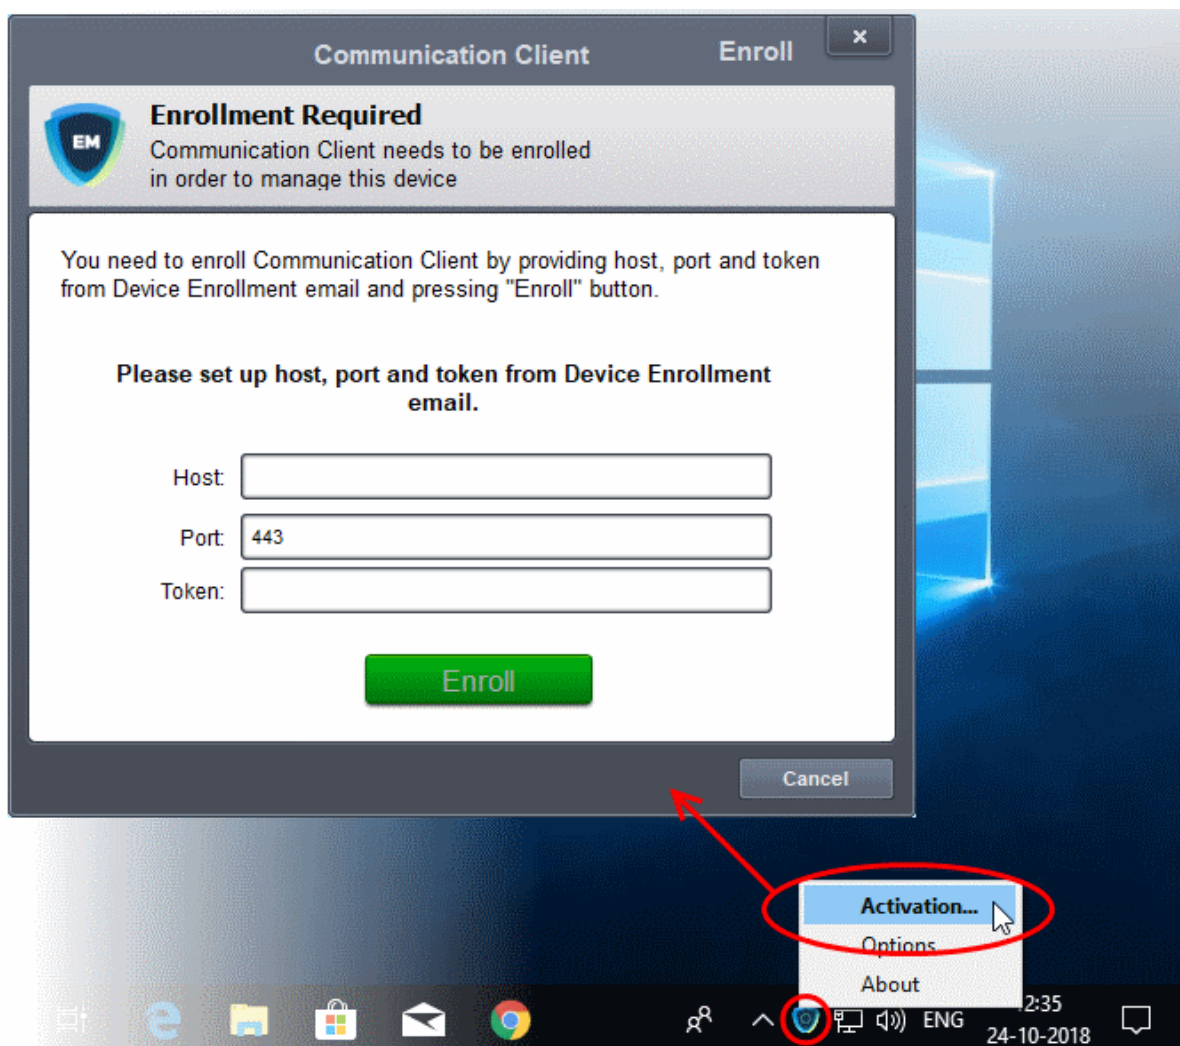 Communication Client
Enroll
EM
Enrollment Required
Communication Client needs to be enrolled
in order to manage this device
You need to enroll Communication Client by providing host, port and token
from Device Enrollment email and pressing "Enroll" button.
Please set up host, port and token from Device Enrollment
email.
Host:
Port: 443
Token:
Enroll
Cancel
Activation...
Options
About
ENG
2:35
24-10-2018